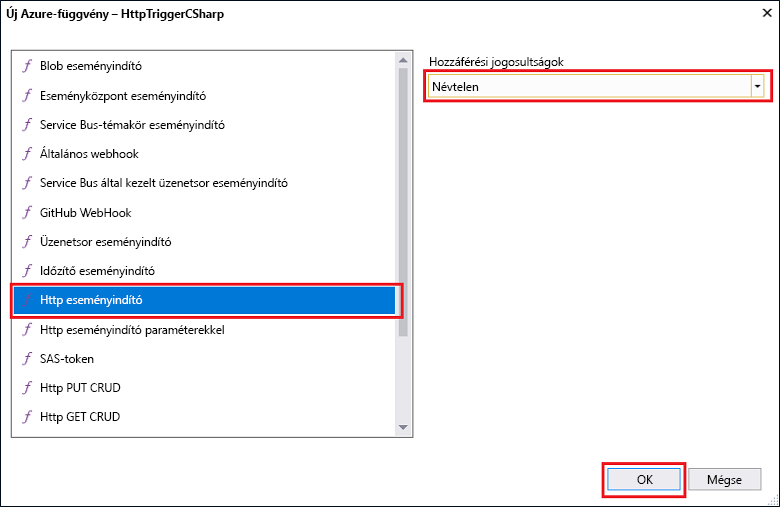 Új Azure-függvény – HttpTriggerCSharp
Blob eseményindító
Eseményközpont eseményindító
Service Bus-témakör eseményindító
Általános webhook
Service Bus által kezelt üzenetsor eseményindító
GitHub WebHook
Üzenetsor eseményindító
Időzítő eseményindító
Http eseményindító
Http eseményindító paraméterekkel
SAS-token
Http PUT CRUD
Http GET CRUD
Hozzáférési jogosultságok
Névtelen
OK
Mégse